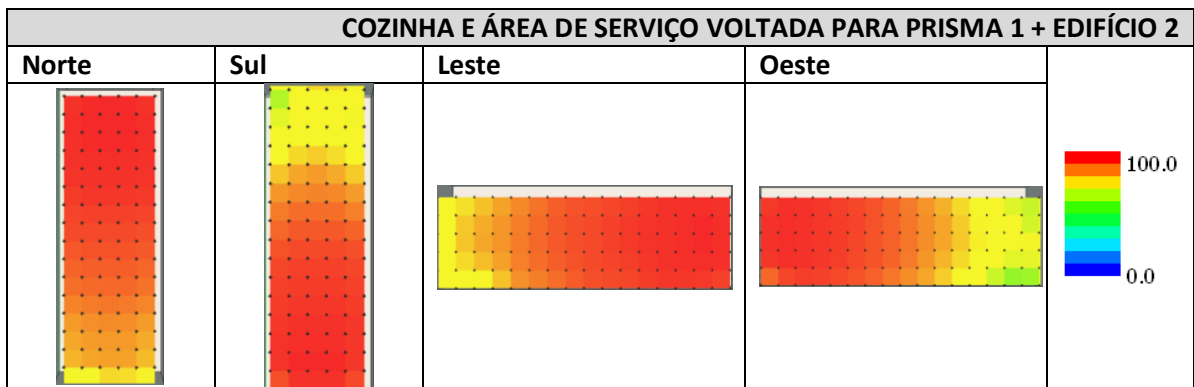 COZINHA E ÁREA DE SERVIÇO VOLTADA PARA PRISMA 1 + EDIFÍCIO 2
Norte Sul Leste Oeste
100.0
0.0